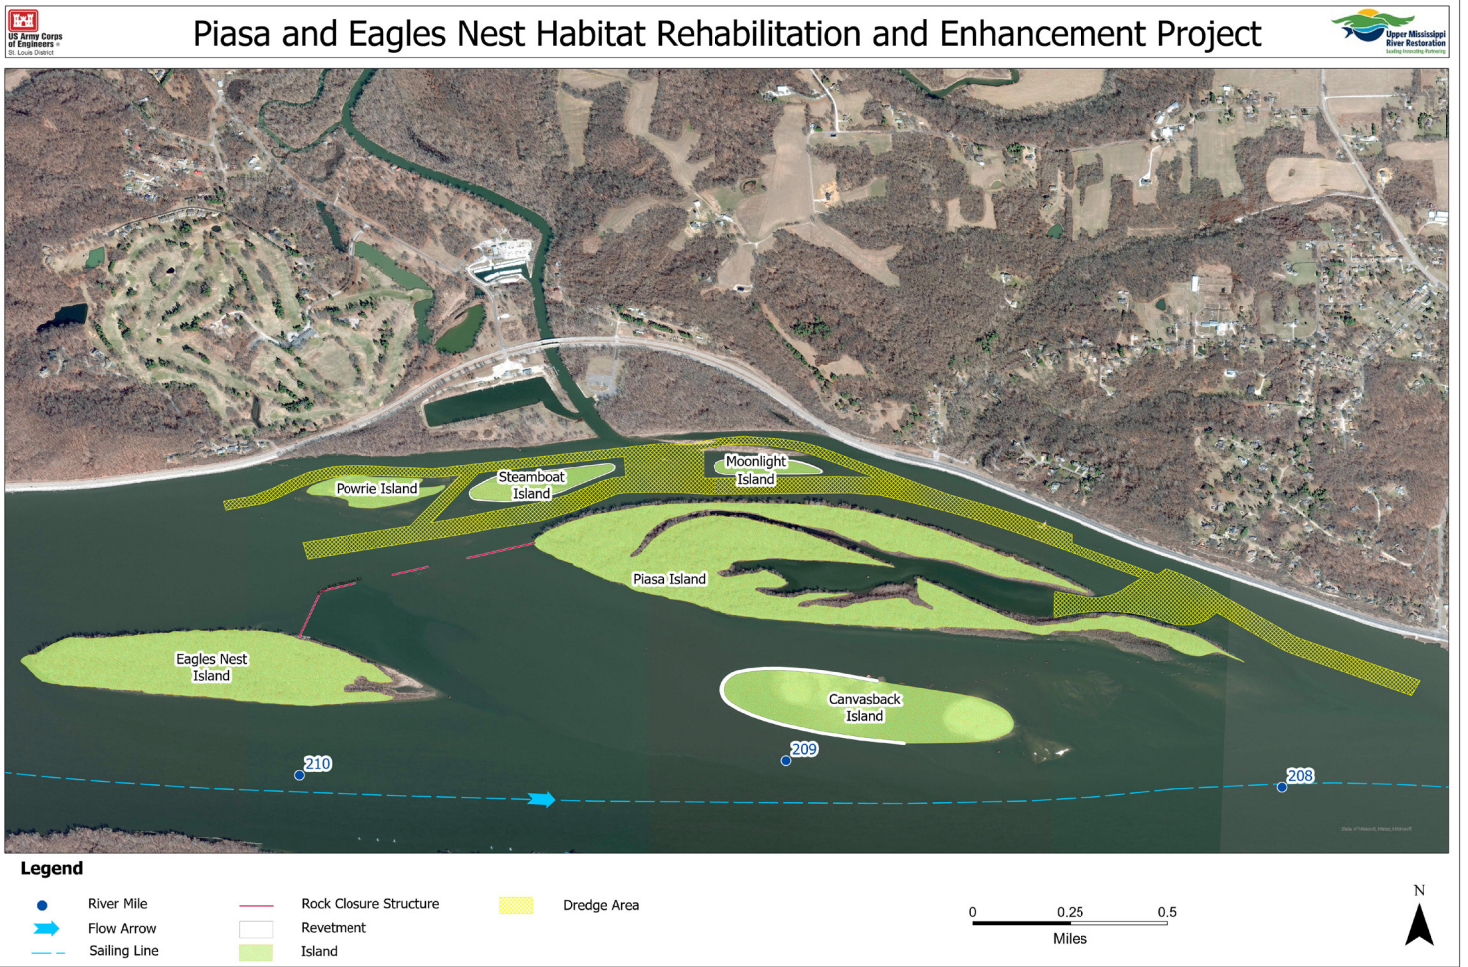 US Army Corps
of Engineers ®
St. Louis District
Piasa and Eagles Nest Habitat Rehabilitation and Enhancement Project
Upper Mississippi
River Restoration
Leading Innovating Partnering
Moonlight
Island
Steamboat
Island
Powrie Island
Piasa Island
Eagles Nest
Island
Canvasback
Island
209
210
208
Legend
River Mile
Flow Arrow
Sailing Line
Rock Closure Structure
Revetment
Island
Dredge Area
0 0.25 0.5
Miles
N